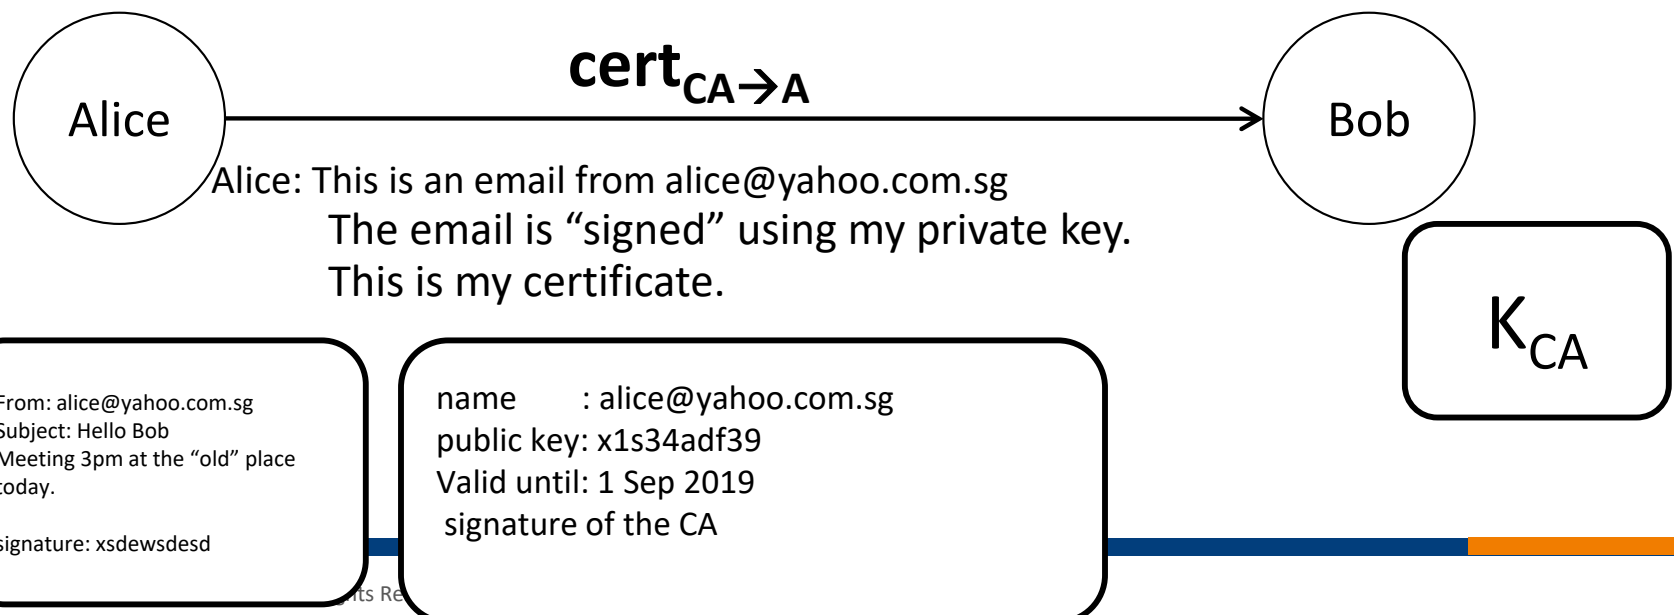 cert CA→A
Alice
Bob
Alice: This is an email from alice@yahoo.com.sg
The email is “signed” using my private key.
This is my certificate.
K CA
From: alice@yahoo.com.sg
Subject: Hello Bob
Meeting 3pm at the “old” place
today.
signature: xsdewsdesd
name : alice@yahoo.com.sg
public key: x1s34adf39
Valid until: 1 Sep 2019
signature of the CA